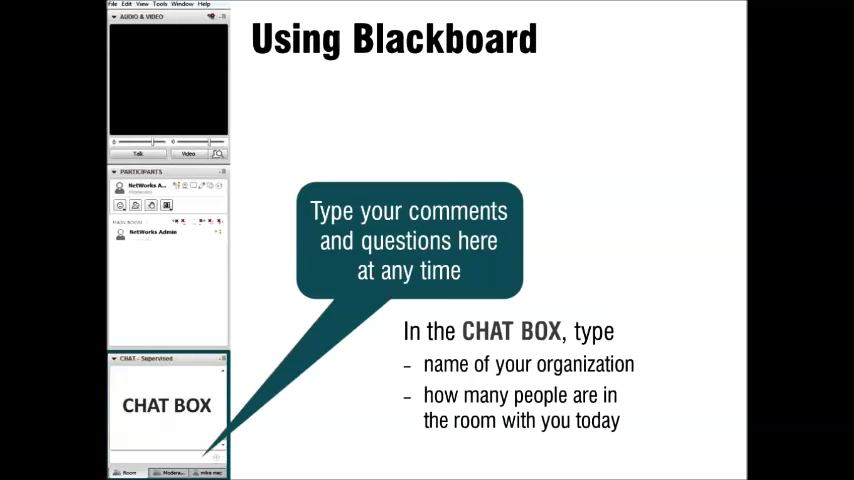 File Edit View Tools Window Help
AUDIO & VIDEO
Talk Video
PARTICIPANTS
NetWorks A...
Moderator
MAIN ROOM
NetWorks Admin
CHAT - Supervised
CHAT BOX
Room Modera... mike mac
Using Blackboard
Type your comments
and questions here
at any time
In the CHAT BOX, type
– name of your organization
– how many people are in
the room with you today